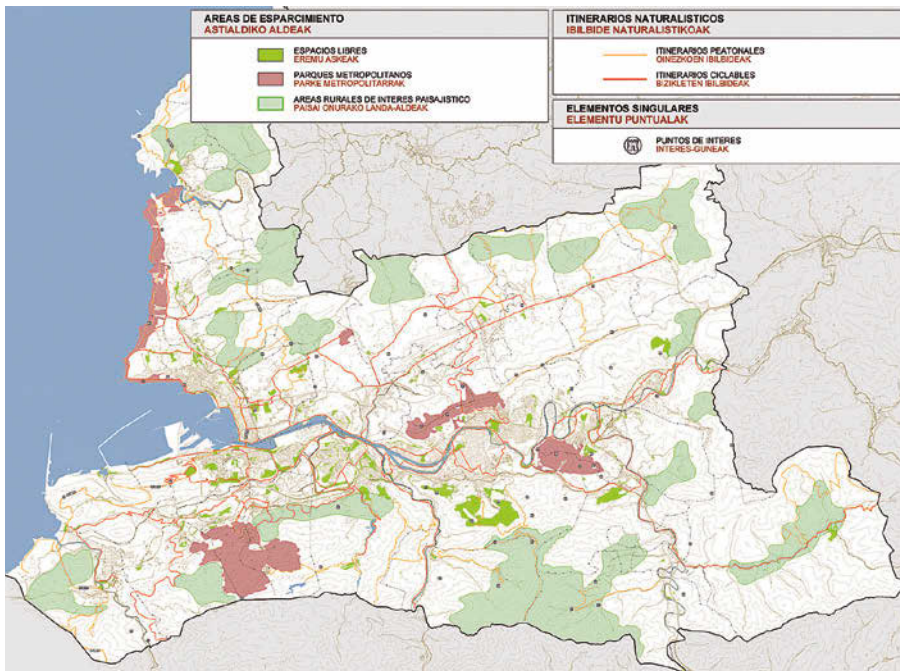 AREAS DE ESPARCIMIENTO
ASTIALDIKO ALDEAK
ESPACIOS LIBRES
EREMU ASKEAK
PARQUES METROPOLITANOS
PARKE METROPOLITARRAK
AREAS RURALES DE INTERES PAISAJISTICO
PAISAI ONURAKO LANDA-ALDEAK
ITINERARIOS NATURALISTICOS
IBILBIDE NATURALISTIKOAK
ITINERARIOS PEATONALES
OINEZKOEN IBILBIDEAK
ITINERARIOS CICLABLES
BIZIKLETEN IBILBIDEAK
ELEMENTOS SINGULARES
ELEMENTU PUNTUALAK
PUNTOS DE INTERES
INTERES-GUNEAK